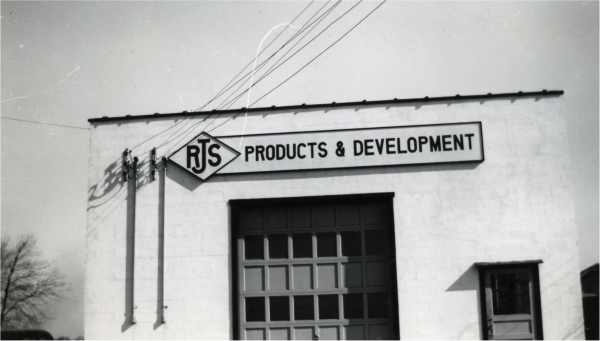 RJS PRODUCTS & DEVELOPMENT